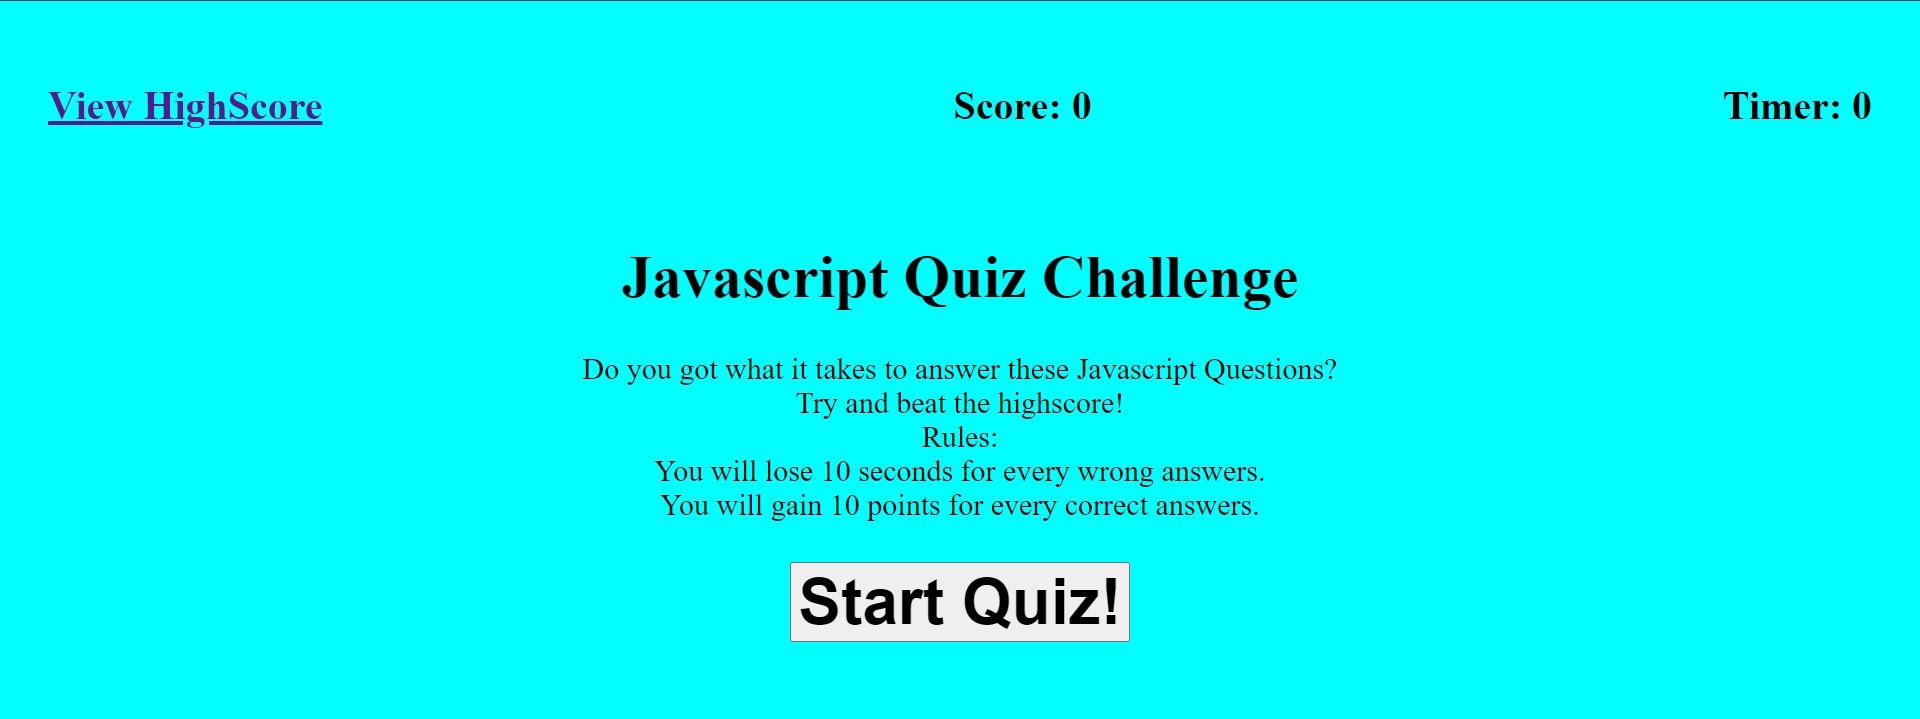 View HighScore
Score: 0
Timer: 0
Javascript Quiz Challenge
Do you got what it takes to answer these Javascript Questions?
Try and beat the highscore!
Rules:
You will lose 10 seconds for every wrong answers.
You will gain 10 points for every correct answers.
Start Quiz!